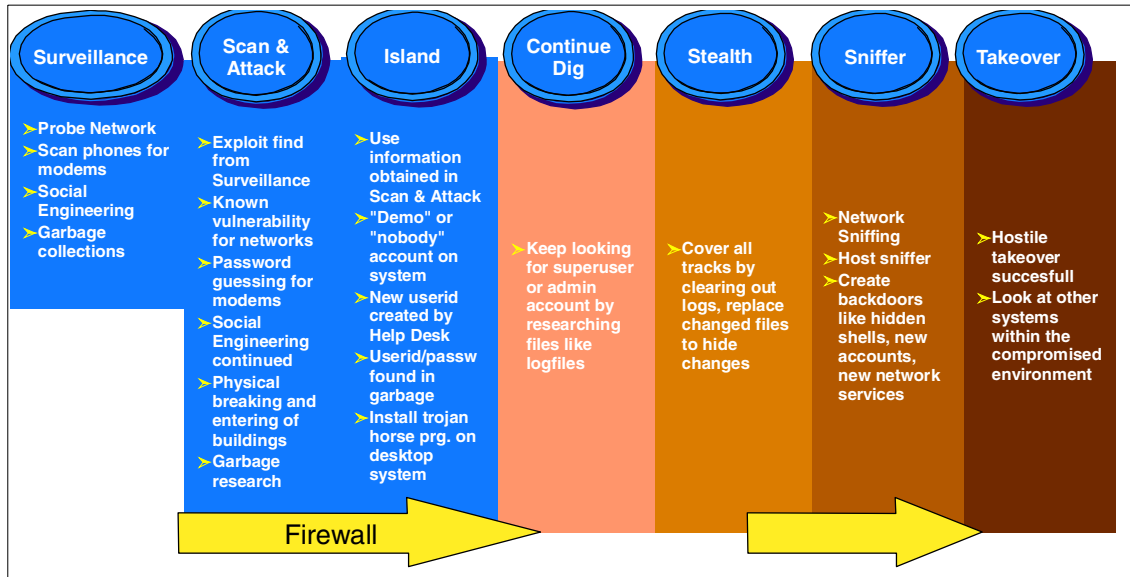 Surveillance
Probe Network
Scan phones for
modems
Social
Engineering
Garbage
collections
Scan &
Attack
Exploit find
from
Surveillance
Known
vulnerability
for networks
Password
guessing for
modems
Social
Engineering
continued
Physical
breaking and
entering of
buildings
Garbage
research
Island
Use
information
obtained in
Scan & Attack
"Demo" or
"nobody"
account on
system
New userid
created by
Help Desk
Userid/passw
found in
garbage
Install trojan
horse prg. on
desktop
system
Continue
Dig
Keep looking
for superuser
or admin
account by
researching
files like
logfiles
Stealth
Cover all
tracks by
clearing out
logs, replace
changed files
to hide
changes
Sniffer
Network
Sniffing
Host sniffer
Create
backdoors
like hidden
shells, new
accounts,
new network
services
Takeover
Hostile
takeover
succesfull
Look at other
systems
within the
compromised
environment
Firewall